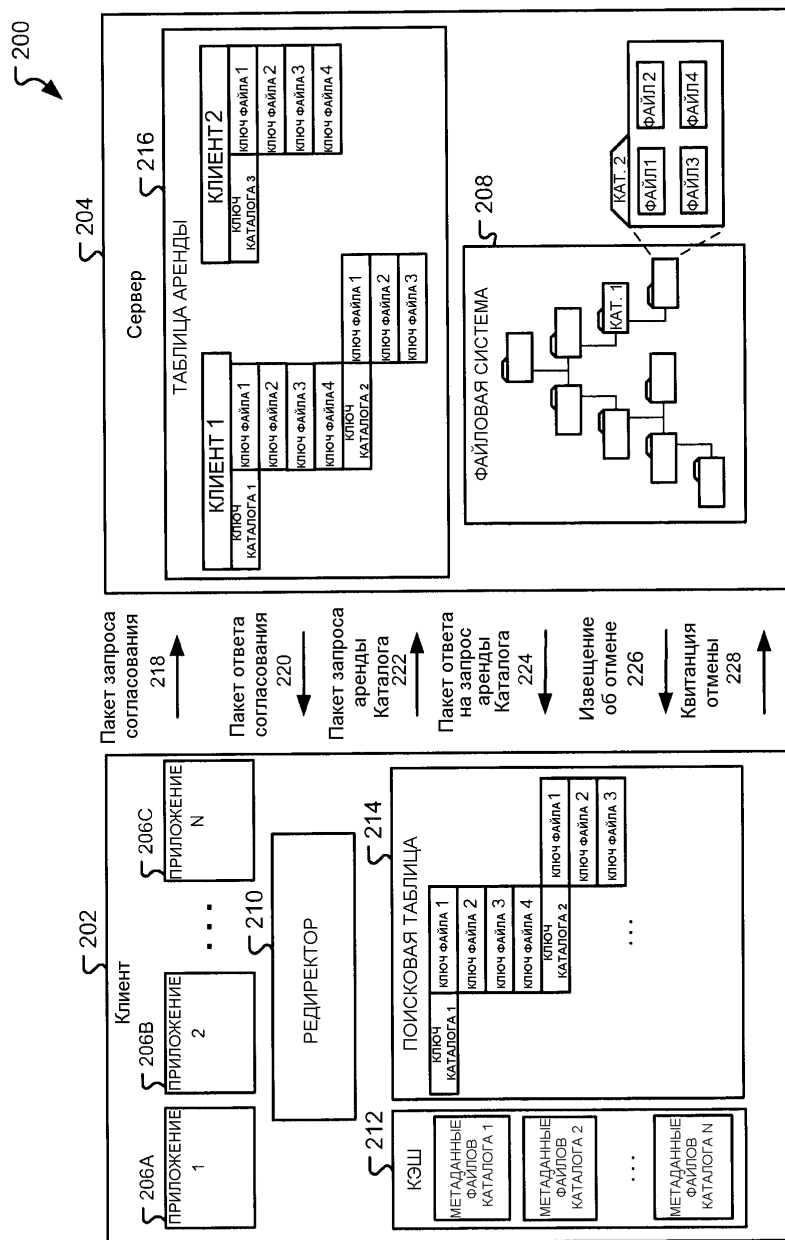 200
202
Клиент
206A
ПРИЛОЖЕНИЕ
1
206B
ПРИЛОЖЕНИЕ
2
...
206C
ПРИЛОЖЕНИЕ
N
210
РЕДИРЕКТОР
212
КЭШ
МЕТАДАННЫЕ
ФАЙЛОВ
КАТАЛОГА 1
МЕТАДАННЫЕ
ФАЙЛОВ
КАТАЛОГА 2
...
МЕТАДАННЫЕ
ФАЙЛОВ
КАТАЛОГА N
214
ПОИСКОВАЯ ТАБЛИЦА
КЛЮЧ
КАТАЛОГА 1
КЛЮЧ ФАЙЛА 1
КЛЮЧ ФАЙЛА 2
КЛЮЧ ФАЙЛА 3
КЛЮЧ ФАЙЛА 4
КЛЮЧ
КАТАЛОГА 2
КЛЮЧ ФАЙЛА 1
КЛЮЧ ФАЙЛА 2
КЛЮЧ ФАЙЛА 3
...
Пакет запроса
согласования
218
Пакет ответа
согласования
220
Пакет запроса
аренды
Каталога
222
Пакет ответа
на запрос
аренды
Каталога
224
Извещение
об отмене
226
Квитанция
отмены
228
204
Сервер
216
ТАБЛИЦА АРЕНДЫ
КЛИЕНТ 1
КЛЮЧ
КАТАЛОГА 1
КЛЮЧ ФАЙЛА 1
КЛЮЧ ФАЙЛА 2
КЛЮЧ ФАЙЛА 3
КЛЮЧ ФАЙЛА 4
КЛЮЧ
КАТАЛОГА 2
КЛЮЧ ФАЙЛА 1
КЛЮЧ ФАЙЛА 2
КЛЮЧ ФАЙЛА 3
КЛИЕНТ 2
КЛЮЧ
КАТАЛОГА 3
КЛЮЧ ФАЙЛА 1
КЛЮЧ ФАЙЛА 2
КЛЮЧ ФАЙЛА 3
КЛЮЧ ФАЙЛА 4
208
ФАЙЛОВАЯ СИСТЕМА
КАТ. 1
КАТ. 2
ФАЙЛ1
ФАЙЛ 2
ФАЙЛ3
ФАЙЛ4